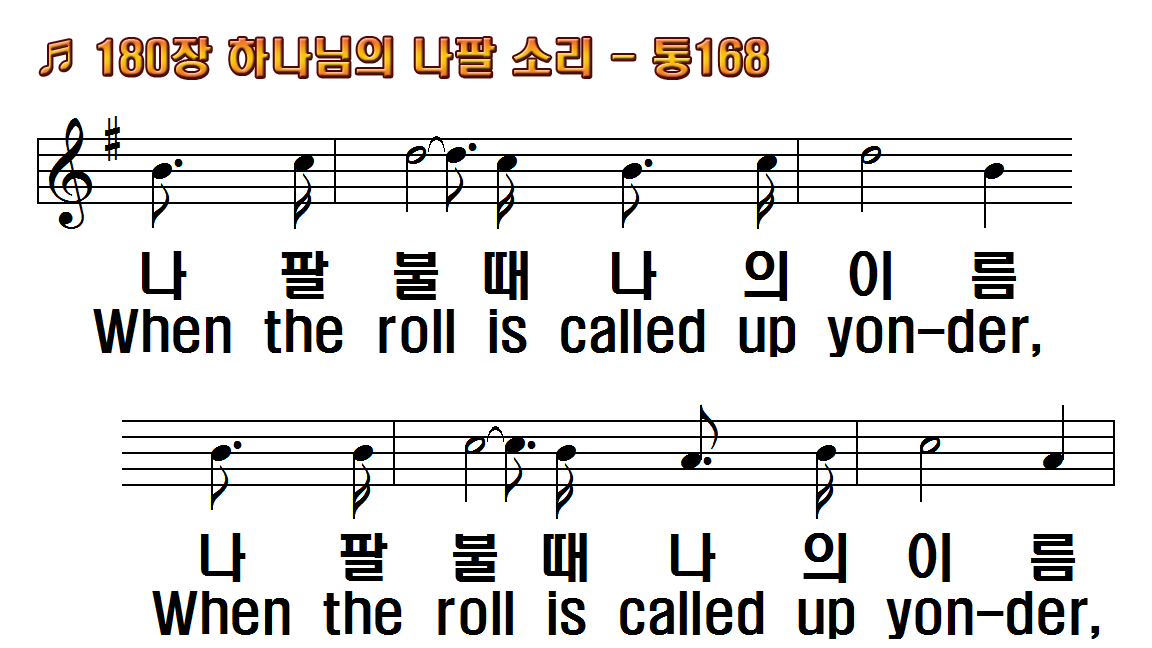 ♬ 180장 하나님의 나팔 소리 - 통168
나 팔 불 때 나 의 이 름
When the roll is called up yon-der,
나 팔 불 때 나 의 이 름
When the roll is called up yon-der,